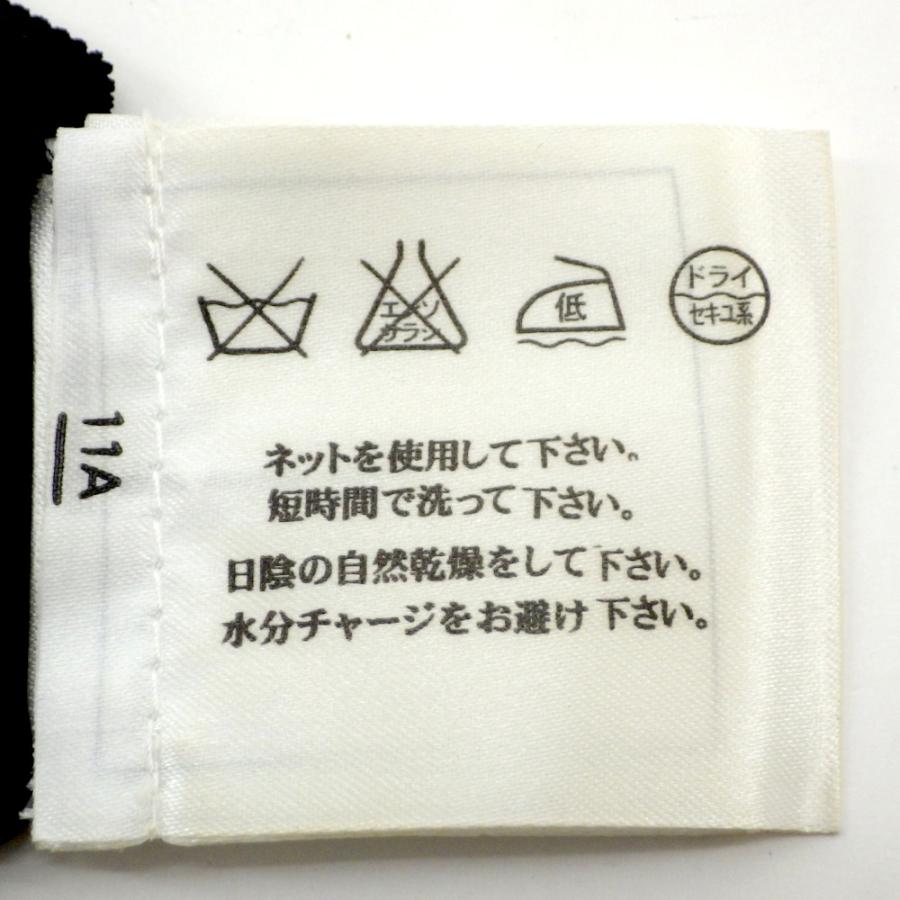 エンソ
サラシ
低
ドライ
セキユ系
11A
ネットを使用して下さい。
短時間で洗って下さい。
日陰の自然乾燥をして下さい。
水分チャージをお避け下さい。